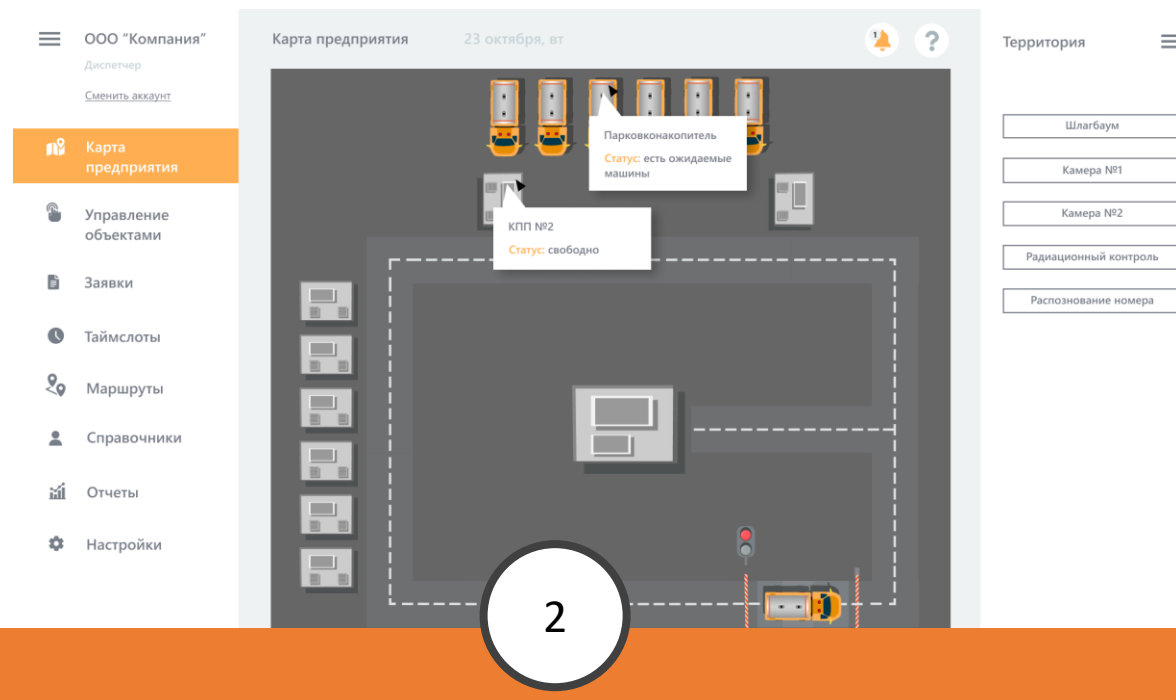 ООО "Компания"
Диспетчер
Сменить аккаунт
Карта
предприятия
Управление
объектами
Заявки
Таймслоты
Маршруты
Справочники
Отчеты
Настройки
Карта предприятия
23 октября, вт
1
?
Парковконакопитель
Статус: есть ожидаемые
машины
КПП №2
Статус: свободно
Территория
Шлагбаум
Камера №1
Камера №2
Радиационный контроль
Распознование номера
2